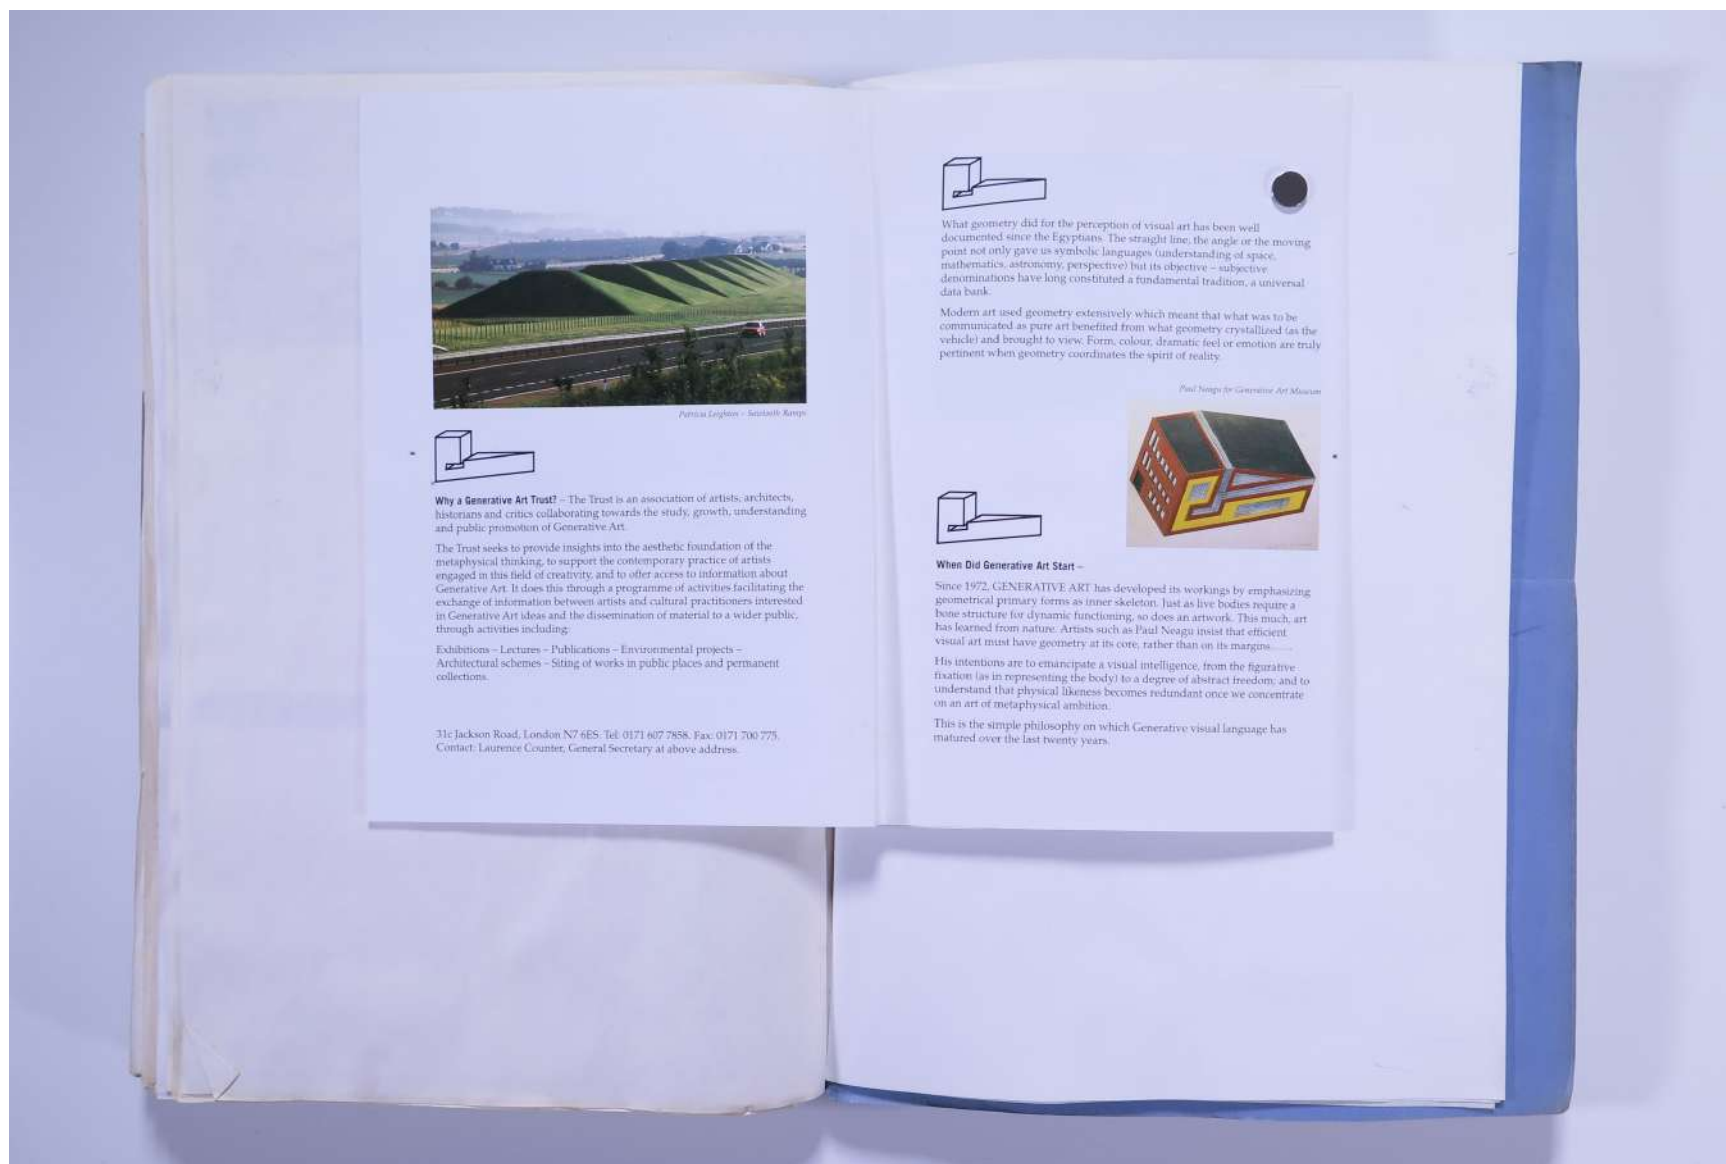 Patricia Leighton – Sawtooth Ramps
Why a Generative Art Trust? – The Trust is an association of artists, architects,
historians and critics collaborating towards the study, growth, understanding
and public promotion of Generative Art.
The Trust seeks to provide insights into the aesthetic foundation of the
metaphysical thinking, to support the contemporary practice of artists
engaged in this field of creativity, and to offer access to information about
Generative Art. It does this through a programme of activities facilitating the
exchange of information between artists and cultural practitioners interested
in Generative Art ideas and the dissemination of material to a wider public,
through activities including:
Exhibitions – Lectures – Publications – Environmental projects –
Architectural schemes – Siting of works in public places and permanent
collections.
31c Jackson Road, London N7 6ES. Tel: 0171 607 7858. Fax: 0171 700 775.
Contact: Laurence Counter, General Secretary at above address.
What geometry did for the perception of visual art has been well
documented since the Egyptians. The straight line, the angle or the moving
point not only gave us symbolic languages (understanding of space,
mathematics, astronomy, perspective) but its objective – subjective
denominations have long constituted a fundamental tradition, a universal
data bank.
Modern art used geometry extensively which meant that what was to be
communicated as pure art benefited from what geometry crystallized (as the
vehicle) and brought to view. Form, colour, dramatic feel or emotion are truly
pertinent when geometry coordinates the spirit of reality.
Paul Neagu for Generative Art Museum
When Did Generative Art Start –
Since 1972, GENERATIVE ART has developed its workings by emphasizing
geometrical primary forms as inner skeleton. Just as live bodies require a
bone structure for dynamic functioning, so does an artwork. This much, art
has learned from nature. Artists such as Paul Neagu insist that efficient
visual art must have geometry at its core, rather than on its margins......
His intentions are to emancipate a visual intelligence, from the figurative
fixation (as in representing the body) to a degree of abstract freedom; and to
understand that physical likeness becomes redundant once we concentrate
on an art of metaphysical ambition.
This is the simple philosophy on which Generative visual language has
matured over the last twenty years.